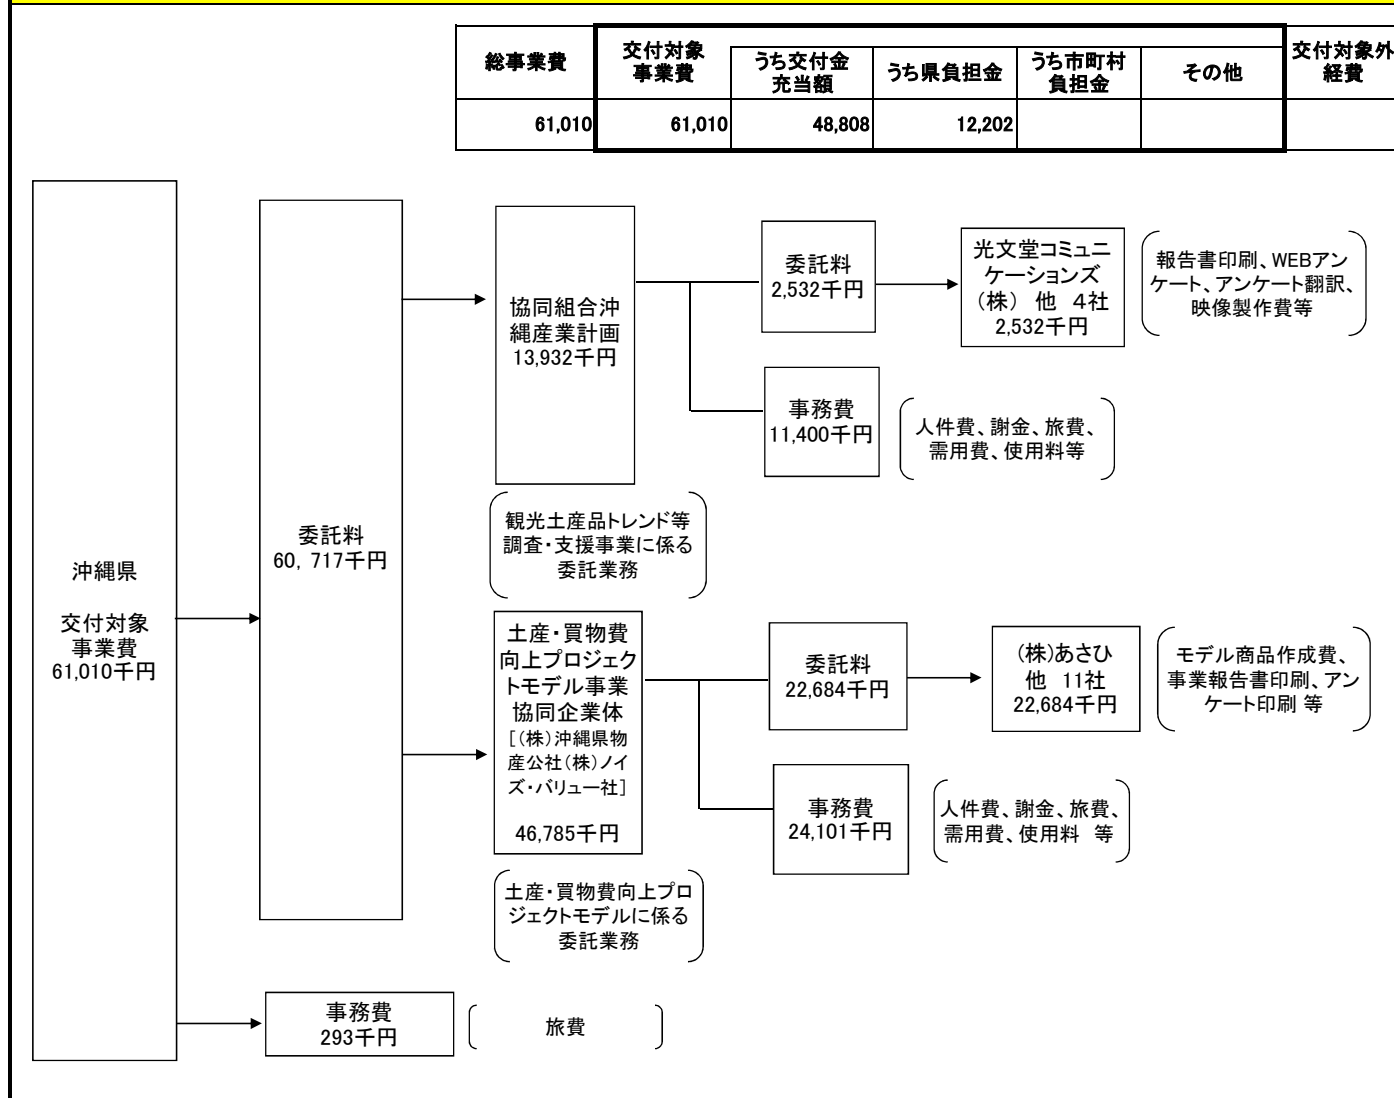 総事業費
交付対象
事業費
うち交付金
充当額
うち県負担金
うち市町村
負担金
その他
交付対象外
経費
61,010
61,010
48,808
12,202
沖縄県
交付対象
事業費
61,010千円
委託料
60, 717千円
協同組合沖
縄産業計画
13,932千円
観光土産品トレンド等
調査・支援事業に係る
委託業務
委託料
2,532千円
光文堂コミュニ
ケーションズ
(株) 他 4社
2,532千円
報告書印刷、WEBアン
ケート、アンケート翻訳、
映像製作費等
事務費
11,400千円
人件費、謝金、旅費、
需用費、使用料等
土産・買物費
向上プロジェク
トモデル事業
協同企業体
[(株)沖縄県物
産公社(株)ノイ
ズ・バリュー社]
46,785千円
土産・買物費向上プロ
ジェクトモデルに係る
委託業務
委託料
22,684千円
(株)あさひ
他 11社
22,684千円
モデル商品作成費、
事業報告書印刷、アン
ケート印刷 等
事務費
24,101千円
人件費、謝金、旅費、
需用費、使用料 等
事務費
293千円
旅費